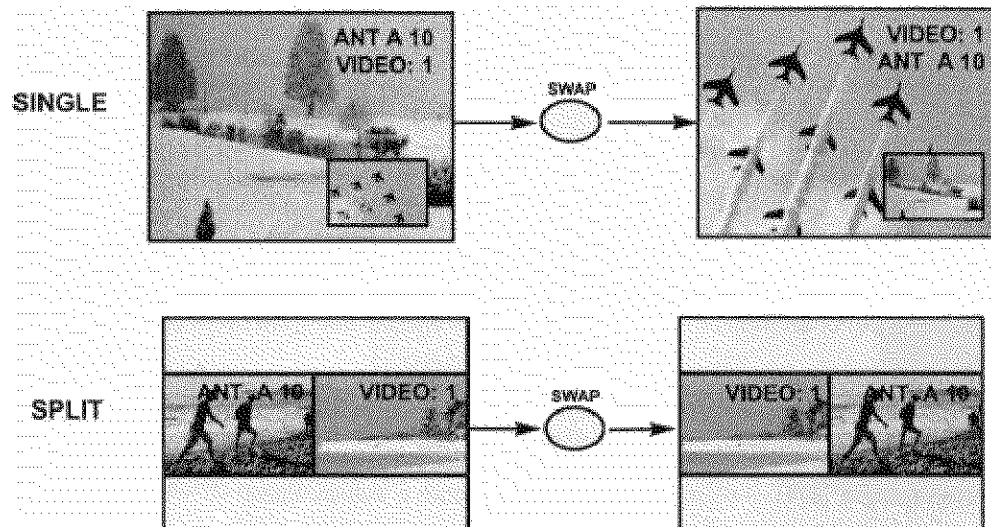 SINGLE
ANT A 10
VIDEO: 1
SWAP
VIDEO: 1
ANT A 10
SPLIT
ANT. A 10
VIDEO: 1
SWAP
VIDEO: 1
ANT. A 10